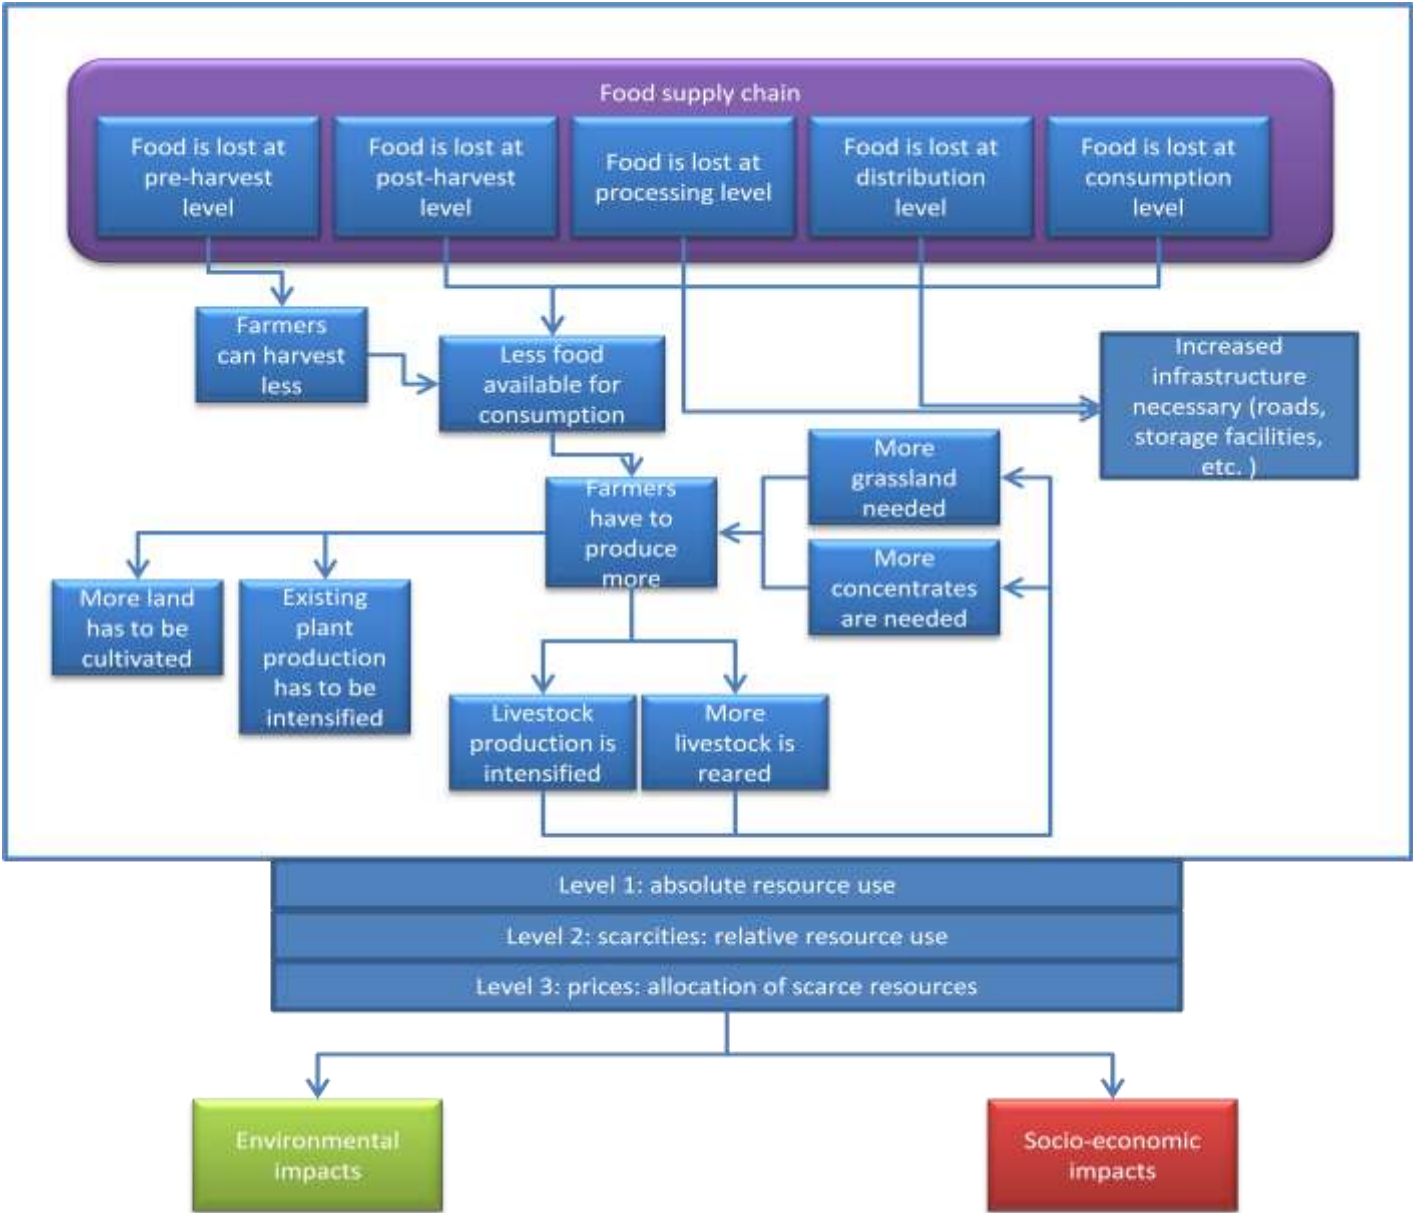 Food supply chain
Food is lost at
pre-harvest
level
Food is lost at
post-harvest
level
Food is lost at
processing level
Food is lost at
distribution
level
Food is lost at
consumption
level
Farmers
can harvest
less
Less food
available for
consumption
Increased
infrastructure
necessary (roads,
storage facilities,
etc. )
More
grassland
needed
Farmers
have to
produce
more
More
concentrates
are needed
More land
has to be
cultivated
Existing
plant
production
has to be
intensified
Livestock
production is
intensified
More
livestock is
reared
Level 1: absolute resource use
Level 2: scarcities: relative resource use
Level 3: prices: allocation of scarce resources
Environmental
impacts
Socio-economic
impacts